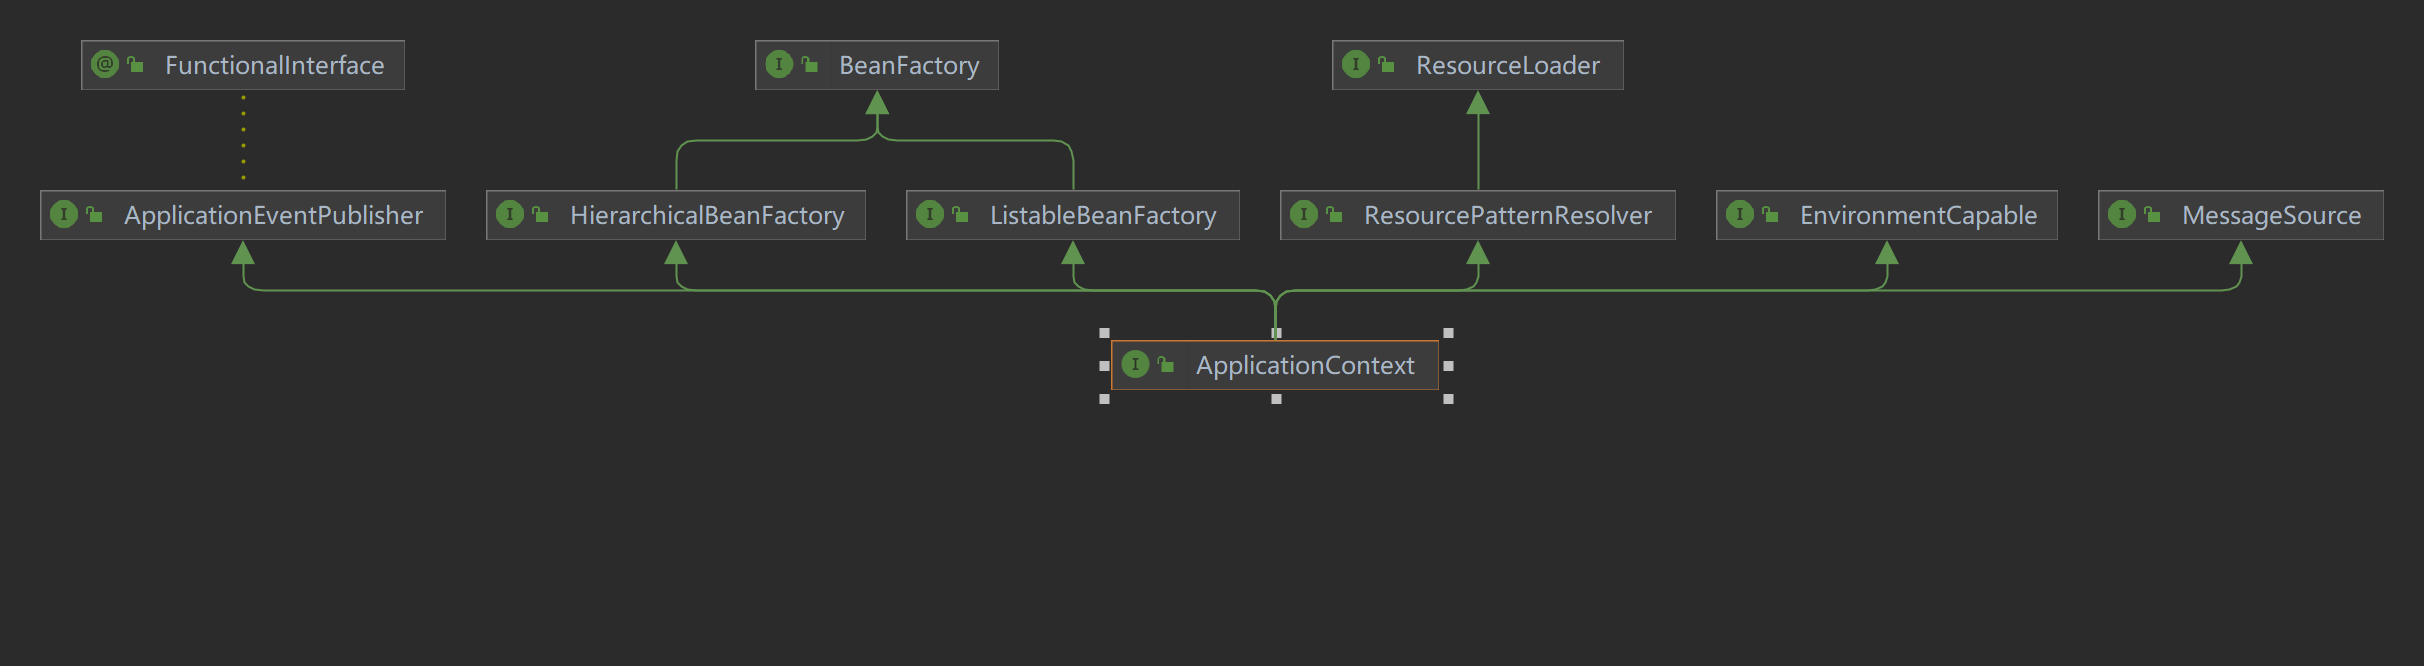 @ FunctionalInterface
I BeanFactory
I ResourceLoader
I ApplicationEventPublisher
I HierarchicalBeanFactory
I ListableBeanFactory
I ResourcePatternResolver
I EnvironmentCapable
I MessageSource
I ApplicationContext